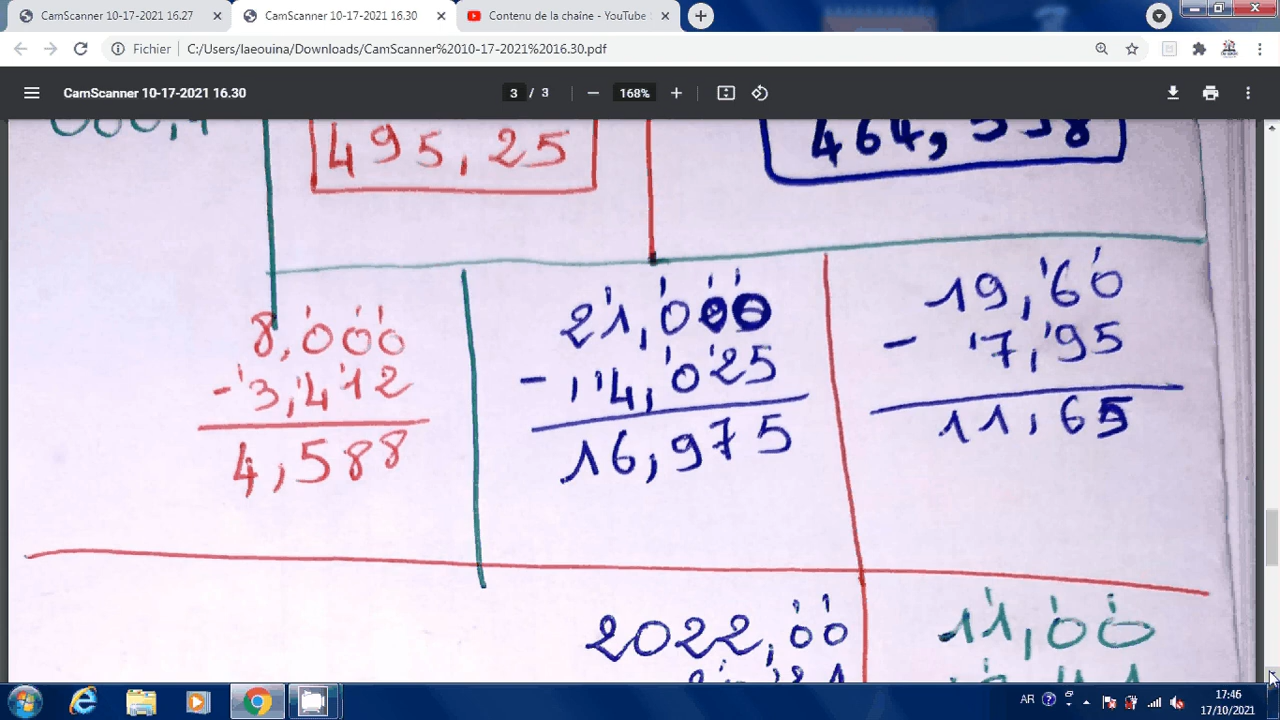 CamScanner 10-17-2021 16.27
CamScanner 10-17-2021 16.30
Contenu de la chaîne - YouTube
Fichier
C:/Users/laeouina/Downloads/CamScanner%2010-17-2021%2016.30.pdf
CamScanner 10-17-2021 16.30
3 / 3
168%
495,25
464,538
8,000
- 3,412
4,588
21,000
- 14,025
16,975
19,60
- 7,95
11,65
2022,00
11,00
AR
17:46
17/10/2021